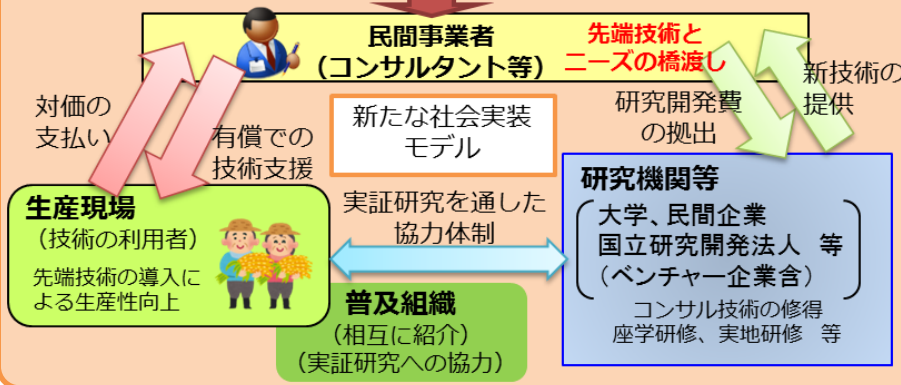 民間事業者
（コンサルタント等）
先端技術と
ニーズの橋渡し
対価の
支払い
有償での
技術支援
新たな社会実装
モデル
研究開発費
の拠出
新技術の
提供
生産現場
（技術の利用者）
先端技術の導入に
よる生産性向上
実証研究を通した
協力体制
研究機関等
大学、民間企業
国立研究開発法人 等
（ベンチャー企業含）
コンサル技術の修得
座学研修、実地研修 等
普及組織
（相互に紹介）
（実証研究への協力）